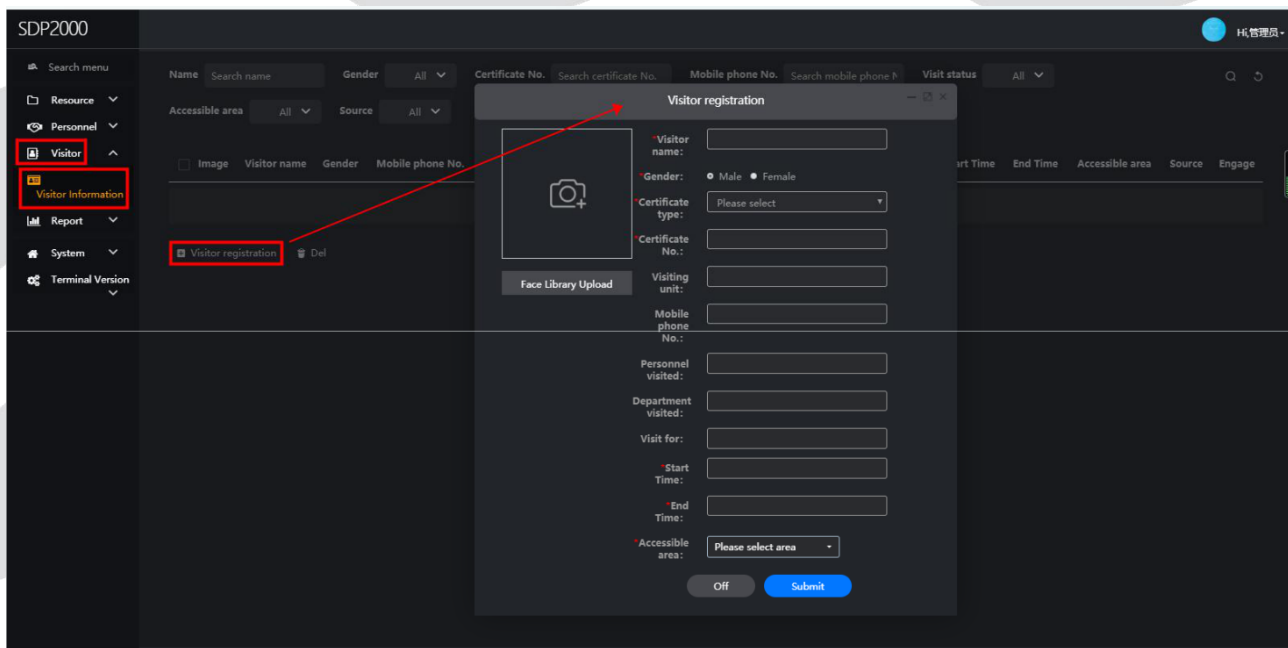 SDP2000
Hi,管理员
Search menu
Name Search name Gender All Certificate No. Search certificate No. Mobile phone No. Search mobile phone N Visit status All
Resource
Accessible area All Source All
Visitor registration
Personnel
Visitor
Image Visitor name Gender Mobile phone No.
art Time End Time Accessible area Source Engage
Visitor Information
Report
System
Visitor registration Del
Terminal Version
*Visitor
name:
*Gender: Male Female
*Certificate
type:
Please select
*Certificate
No.:
Face Library Upload
Visiting
unit:
Mobile
phone
No.:
Personnel
visited:
Department
visited:
Visit for:
*Start
Time:
*End
Time:
*Accessible
area:
Please select area
Off Submit